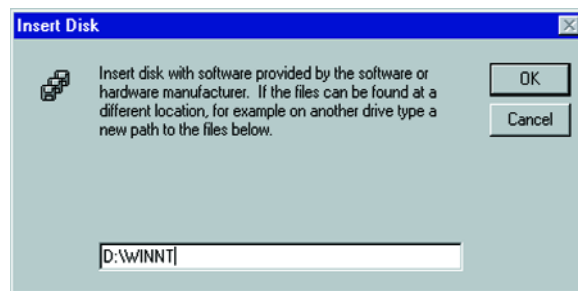 Insert Disk
Insert disk with software provided by the software or
hardware manufacturer. If the files can be found at a
different location, for example on another drive type a
new path to the files below.
OK
Cancel
D:\WINNT